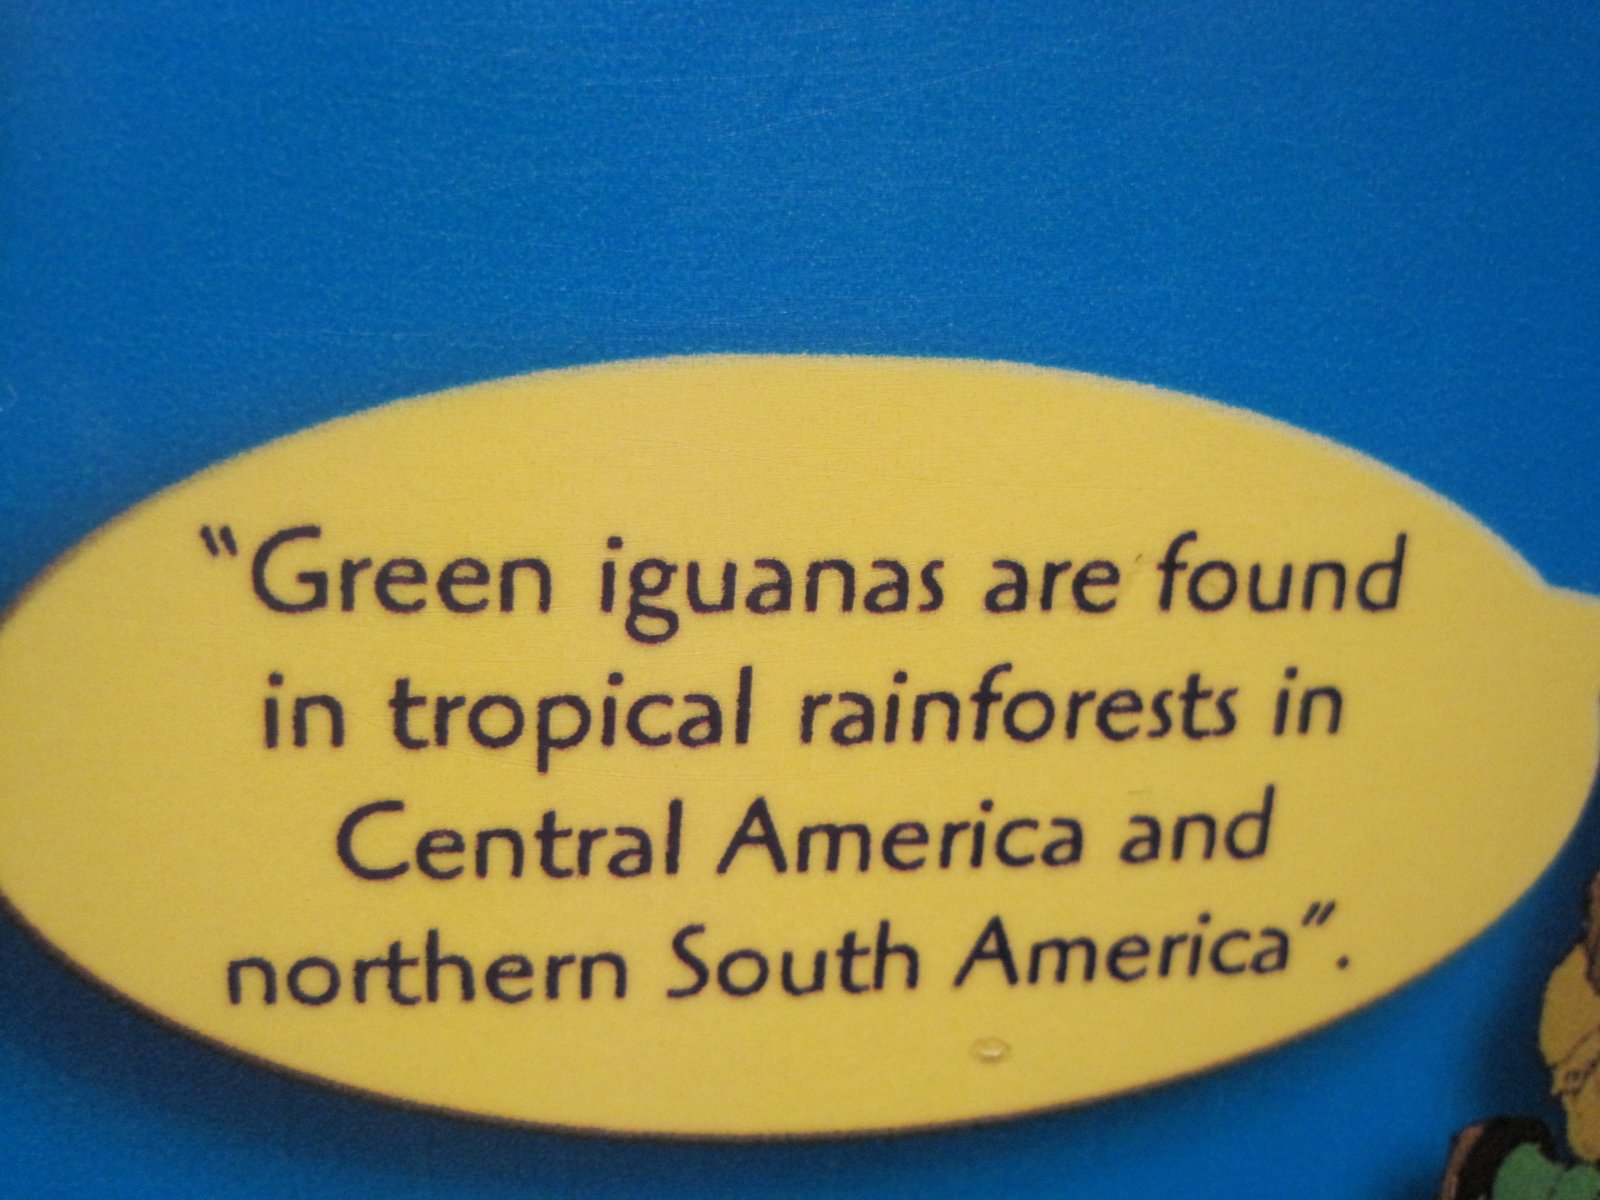 “Green iguanas are found
in tropical rainforests in
Central America and
northern South America”.